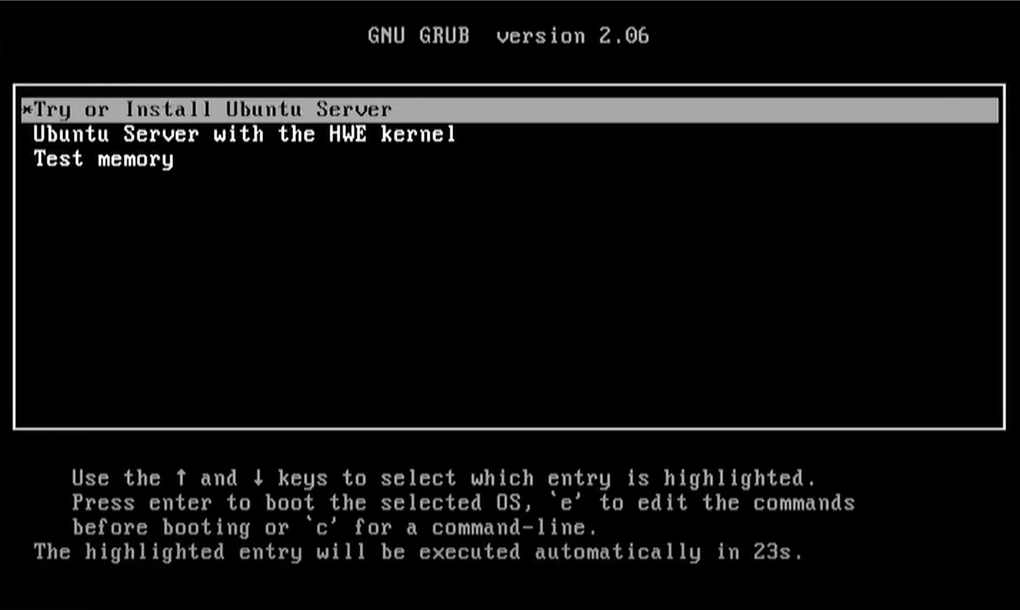 GNU GRUB  version 2.06
*Try or Install Ubuntu Server
Ubuntu Server with the HWE kernel
Test memory
Use the ↑ and ↓ keys to select which entry is highlighted.
Press enter to boot the selected OS, `e' to edit the commands
before booting or `c' for a command-line.
The highlighted entry will be executed automatically in 23s.